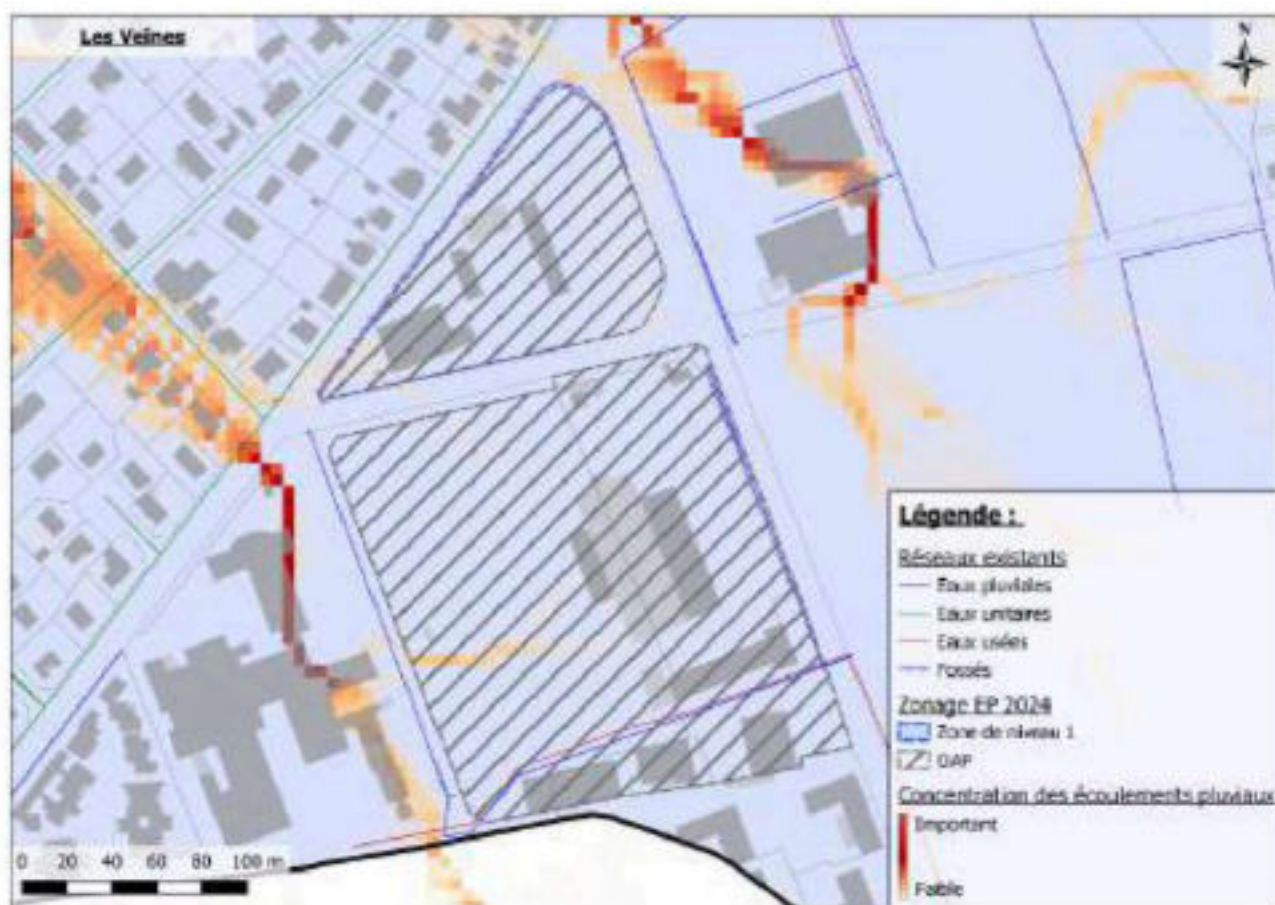 Les Veines
N
Légende :
Réseaux existants
Eaux pluviales
Eaux unitaires
Eaux usées
Fossés
Zonage EP 2024
Zone de niveau 1
OAP
Concentration des écoulements pluviaux
Important
Faible
0 20 40 60 80 100 m